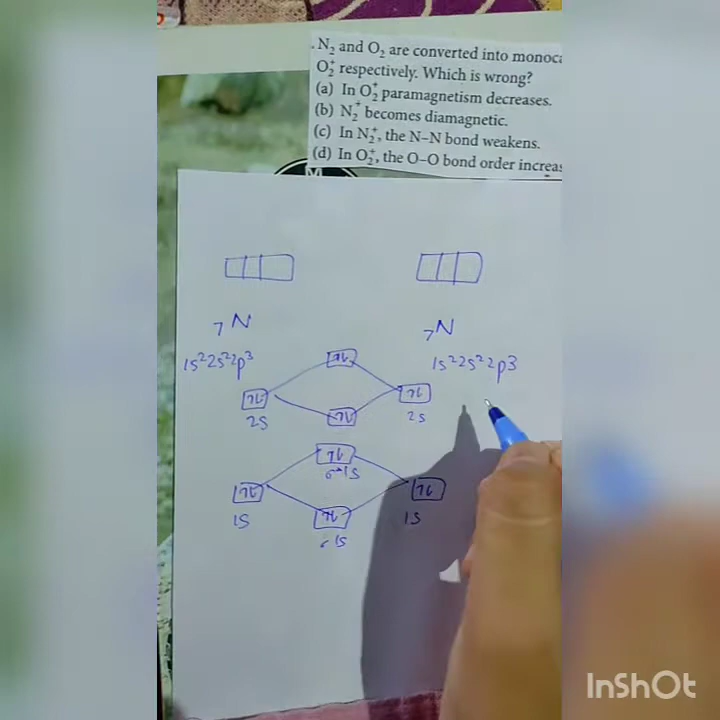 . N₂ and O₂ are converted into monoca
O₂⁺ respectively. Which is wrong?
(a) In O₂⁺ paramagnetism decreases.
(b) N₂⁺ becomes diamagnetic.
(c) In N₂⁺, the N–N bond weakens.
(d) In O₂⁺, the O–O bond order increas
M
₇N
₇N
1s²2s²2p³
1s²2s²2p3
2s
2s
σ*1s
1s
1s
σ1s
InShOt